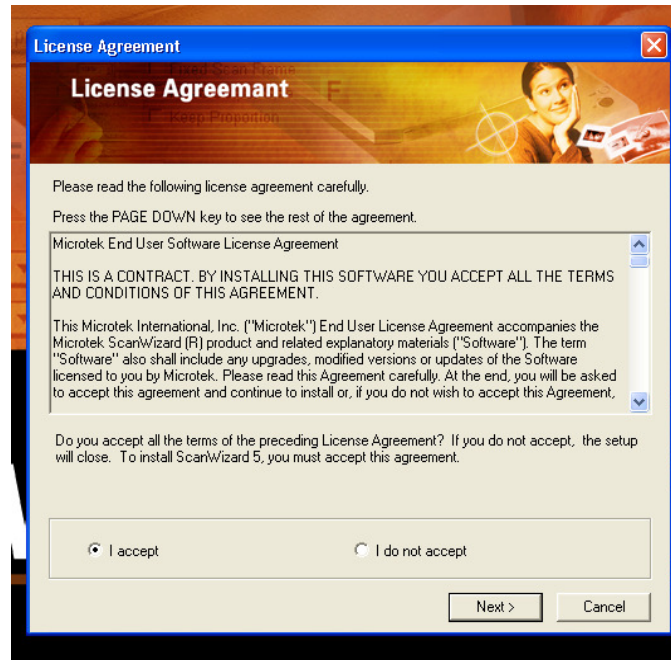 License Agreement
Fixed Scan Frame
License Agreemant
Keep Proportion
Please read the following license agreement carefully.
Press the PAGE DOWN key to see the rest of the agreement.
Microtek End User Software License Agreement
THIS IS A CONTRACT. BY INSTALLING THIS SOFTWARE YOU ACCEPT ALL THE TERMS
AND CONDITIONS OF THIS AGREEMENT.
This Microtek International, Inc. ("Microtek") End User License Agreement accompanies the
Microtek ScanWizard (R) product and related explanatory materials ("Software"). The term
"Software" also shall include any upgrades, modified versions or updates of the Software
licensed to you by Microtek. Please read this Agreement carefully. At the end, you will be asked
to accept this agreement and continue to install or, if you do not wish to accept this Agreement,
Do you accept all the terms of the preceding License Agreement? If you do not accept, the setup
will close. To install ScanWizard 5, you must accept this agreement.
I accept
I do not accept
Next >
Cancel